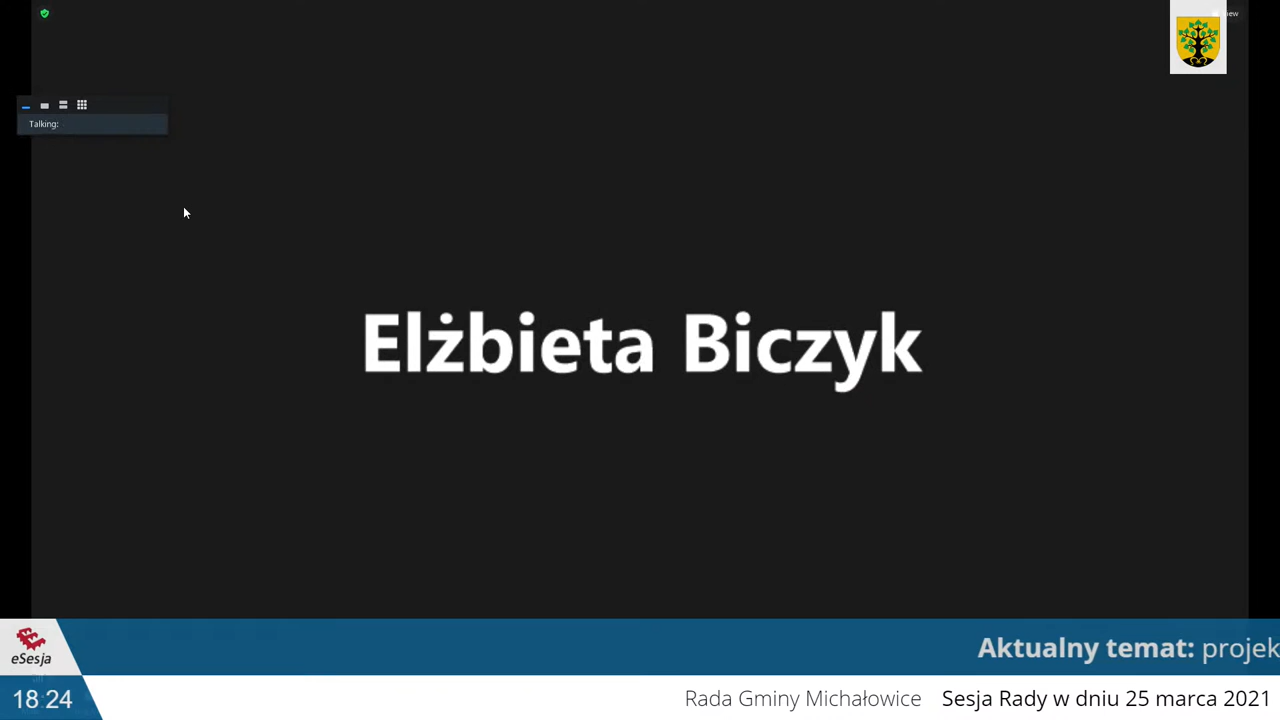 Talking:
Elżbieta Biczyk
Aktualny temat: projek
eSesja
18:24
Rada Gminy Michałowice Sesja Rady w dniu 25 marca 2021